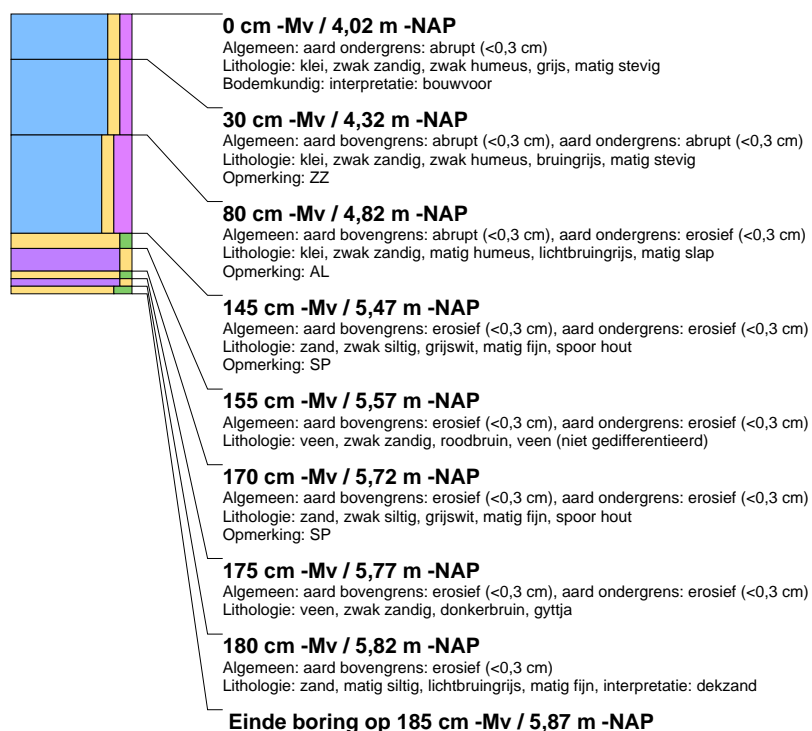 0 cm -Mv / 4,02 m -NAP
Algemeen: aard ondergrens: abrupt (<0,3 cm)
Lithologie: klei, zwak zandig, zwak humeus, grijs, matig stevig
Bodemkundig: interpretatie: bouwvoor
30 cm -Mv / 4,32 m -NAP
Algemeen: aard bovengrens: abrupt (<0,3 cm), aard ondergrens: abrupt (<0,3 cm)
Lithologie: klei, zwak zandig, zwak humeus, bruingrijs, matig stevig
Opmerking: ZZ
80 cm -Mv / 4,82 m -NAP
Algemeen: aard bovengrens: abrupt (<0,3 cm), aard ondergrens: erosief (<0,3 cm)
Lithologie: klei, zwak zandig, matig humeus, lichtbruingrijs, matig slap
Opmerking: AL
145 cm -Mv / 5,47 m -NAP
Algemeen: aard bovengrens: erosief (<0,3 cm), aard ondergrens: erosief (<0,3 cm)
Lithologie: zand, zwak siltig, grijswit, matig fijn, spoor hout
Opmerking: SP
155 cm -Mv / 5,57 m -NAP
Algemeen: aard bovengrens: erosief (<0,3 cm), aard ondergrens: erosief (<0,3 cm)
Lithologie: veen, zwak zandig, roodbruin, veen (niet gedifferentieerd)
170 cm -Mv / 5,72 m -NAP
Algemeen: aard bovengrens: erosief (<0,3 cm), aard ondergrens: erosief (<0,3 cm)
Lithologie: zand, zwak siltig, grijswit, matig fijn, spoor hout
Opmerking: SP
175 cm -Mv / 5,77 m -NAP
Algemeen: aard bovengrens: erosief (<0,3 cm), aard ondergrens: erosief (<0,3 cm)
Lithologie: veen, zwak zandig, donkerbruin, gyttja
180 cm -Mv / 5,82 m -NAP
Algemeen: aard bovengrens: erosief (<0,3 cm)
Lithologie: zand, matig siltig, lichtbruingrijs, matig fijn, interpretatie: dekzand
Einde boring op 185 cm -Mv / 5,87 m -NAP